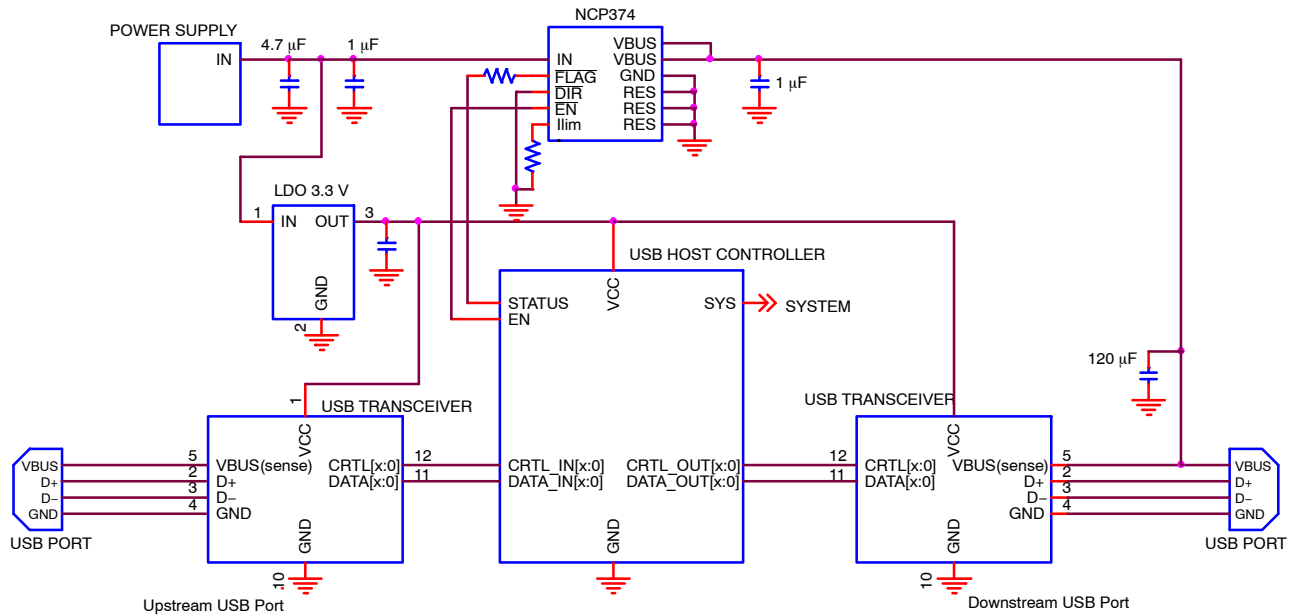 NCP374
POWER SUPPLY
IN
4.7 μF
1 μF
IN
FLAG
DIR
EN
Ilim
VBUS
VBUS
GND
RES
RES
RES
1 μF
LDO 3.3 V
1
IN
OUT
3
GND
2
USB HOST CONTROLLER
VCC
STATUS
EN
SYS
SYSTEM
CRTL_IN[x:0]
DATA_IN[x:0]
CRTL_OUT[x:0]
DATA_OUT[x:0]
GND
120 μF
1
USB TRANSCEIVER
VCC
VBUS(sense)
D+
D−
GND
CRTL[x:0]
DATA[x:0]
GND
5
2
3
4
12
11
10
VBUS
D+
D−
GND
USB PORT
Upstream USB Port
USB TRANSCEIVER
VCC
CRTL[x:0]
DATA[x:0]
VBUS(sense)
D+
D−
GND
GND
12
11
5
2
3
4
10
VBUS
D+
D−
GND
USB PORT
Downstream USB Port